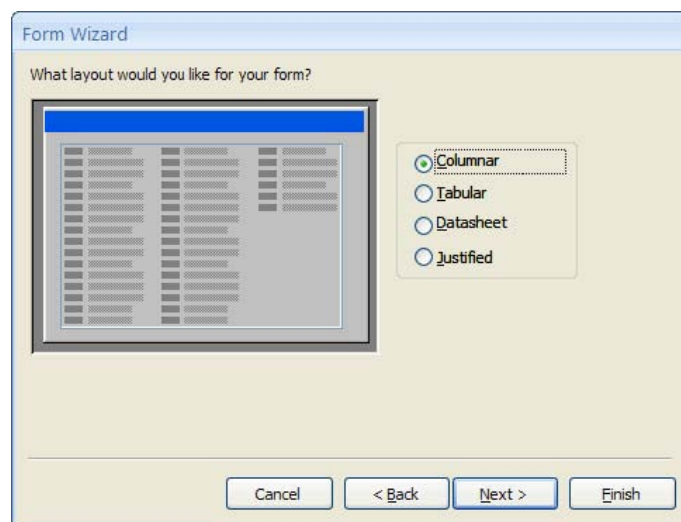 Form Wizard
What layout would you like for your form?
Columnar
Tabular
Datasheet
Justified
Cancel
< Back
Next >
Finish